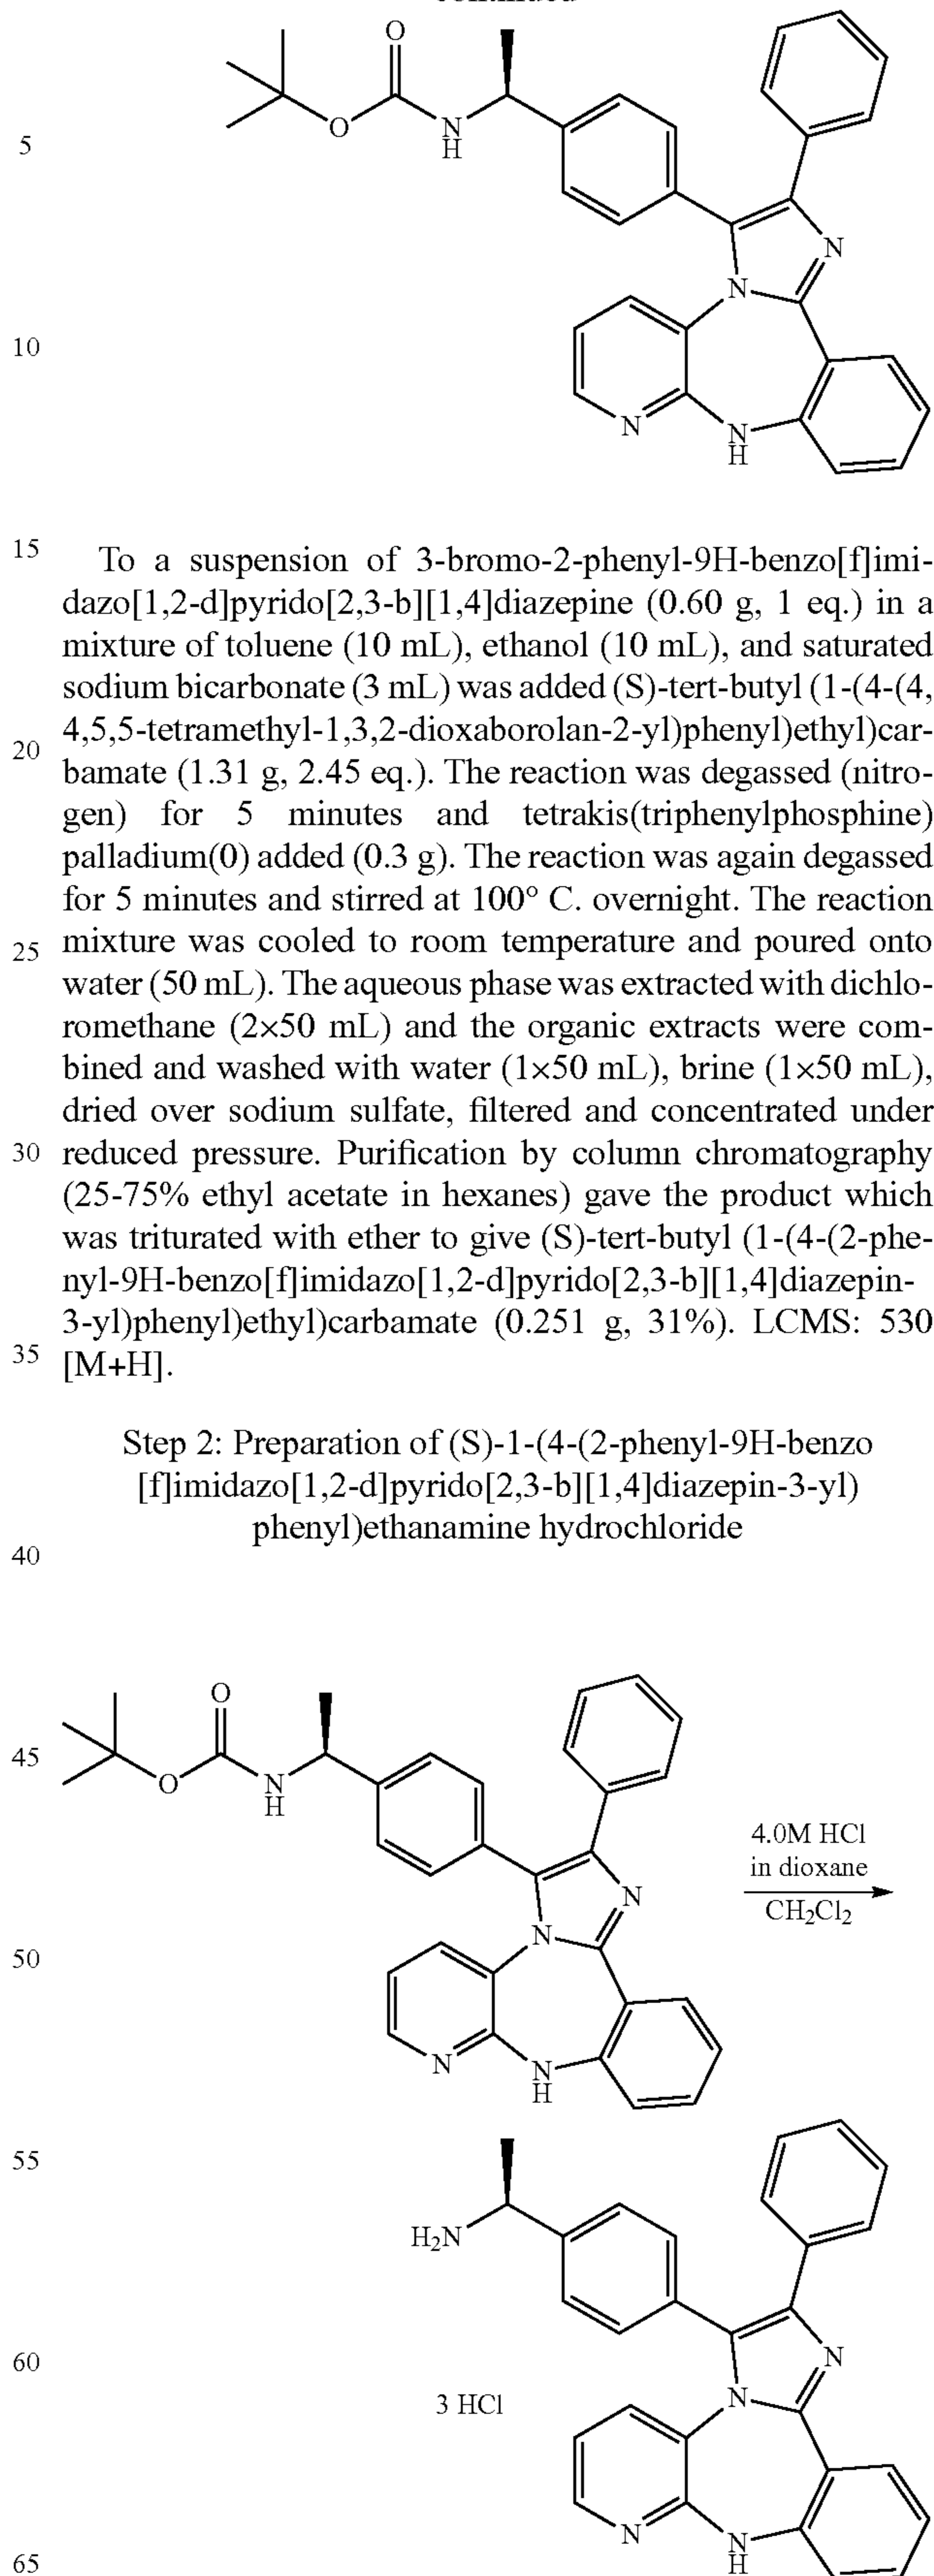 O
O
N
H
N
5
N
10
N
N
H
15
To a suspension of 3-bromo-2-phenyl-9H-benzo[f]imi-
dazo[1,2-d]pyrido[2,3-b][1,4]diazepine (0.60 g, 1 eq.) in a
mixture of toluene (10 mL), ethanol (10 mL), and saturated
sodium bicarbonate (3 mL) was added (S)-tert-butyl (1-(4-(4,
4,5,5-tetramethyl-1,3,2-dioxaborolan-2-yl)phenyl)ethyl)car-
20
bamate (1.31 g, 2.45 eq.). The reaction was degassed (nitro-
gen) for 5 minutes and tetrakis(triphenylphosphine)
palladium(0) added (0.3 g). The reaction was again degassed
for 5 minutes and stirred at 100° C. overnight. The reaction
25
mixture was cooled to room temperature and poured onto
water (50 mL). The aqueous phase was extracted with dichlo-
romethane (2×50 mL) and the organic extracts were com-
bined and washed with water (1×50 mL), brine (1×50 mL),
dried over sodium sulfate, filtered and concentrated under
30
reduced pressure. Purification by column chromatography
(25-75% ethyl acetate in hexanes) gave the product which
was triturated with ether to give (S)-tert-butyl (1-(4-(2-phe-
nyl-9H-benzo[f]imidazo[1,2-d]pyrido[2,3-b][1,4]diazepin-
3-yl)phenyl)ethyl)carbamate (0.251 g, 31%). LCMS: 530
35
[M+H].
Step 2: Preparation of (S)-1-(4-(2-phenyl-9H-benzo
[f]imidazo[1,2-d]pyrido[2,3-b][1,4]diazepin-3-yl)
phenyl)ethanamine hydrochloride
40
O
45
O
N
H
4.0M HCl
in dioxane
CH2Cl2
N
50
N
N
N
H
55
H2N
60
N
3 HCl
N
N
N
H
65